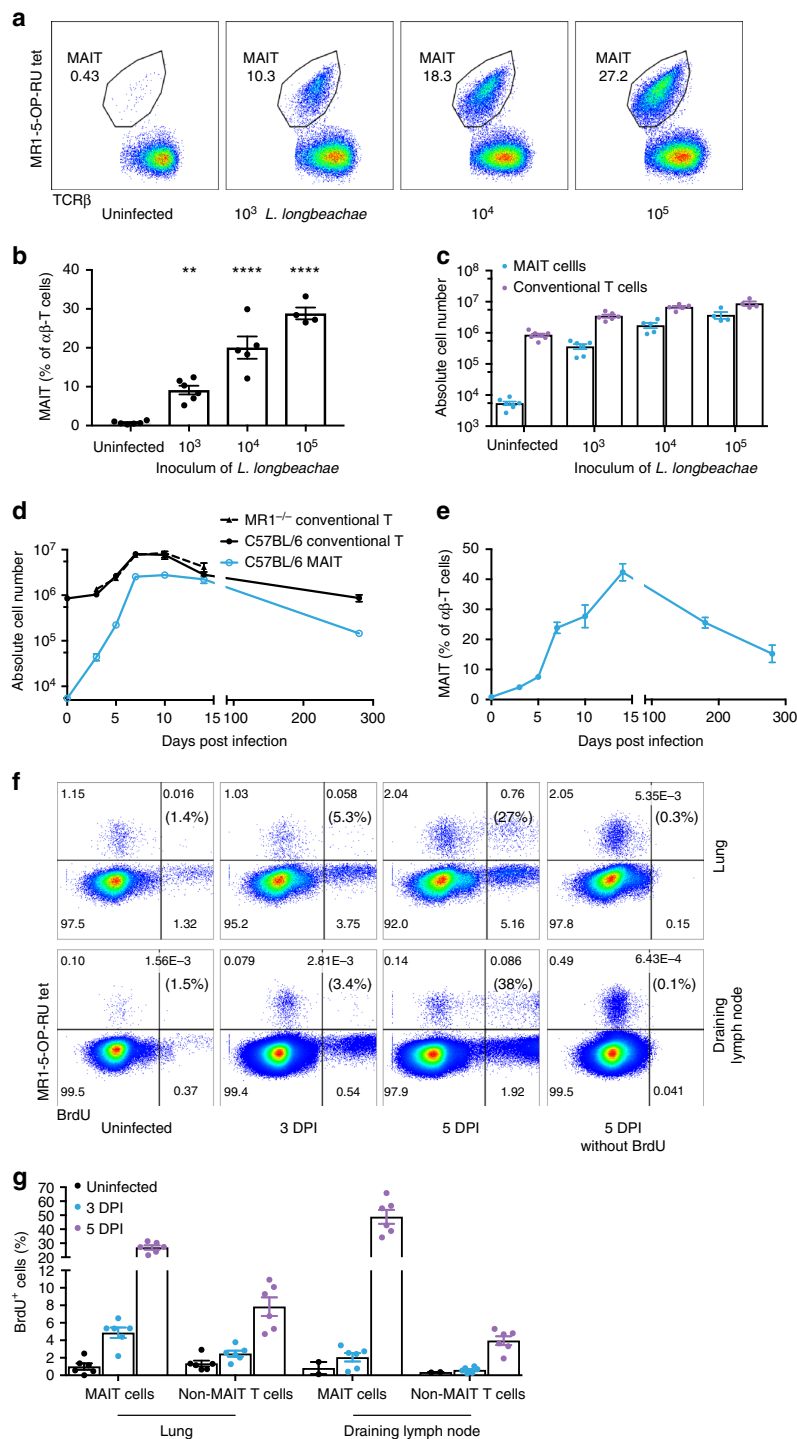 a
MR1-5-OP-RU tet
MAIT
0.43
MAIT
10.3
MAIT
18.3
MAIT
27.2
TCRβ
Uninfected
10³ L. longbeachae
10⁴
10⁵
b
MAIT (% of αβ-T cells)
40
30
20
10
0
**
****
****
Uninfected
10³
10⁴
10⁵
Inoculum of L. longbeachae
c
MAIT cellls
Conventional T cells
Absolute cell number
10⁸
10⁷
10⁶
10⁵
10⁴
10³
Uninfected
10³
10⁴
10⁵
Inoculum of L. longbeachae
d
MR1⁻/⁻ conventional T
C57BL/6 conventional T
C57BL/6 MAIT
Absolute cell number
10⁷
10⁶
10⁵
10⁴
0 5 10 15 100 200 300
Days post infection
e
MAIT (% of αβ-T cells)
50
40
30
20
10
0
0 5 10 15 100 200 300
Days post infection
f
1.15 0.016
(1.4%)
97.5 1.32
1.03 0.058
(5.3%)
95.2 3.75
2.04 0.76
(27%)
92.0 5.16
2.05 5.35E–3
(0.3%)
97.8 0.15
Lung
0.10 1.56E–3
(1.5%)
99.5 0.37
0.079 2.81E–3
(3.4%)
99.4 0.54
0.14 0.086
(38%)
97.9 1.92
0.49 6.43E–4
(0.1%)
99.5 0.041
Draining
lymph node
MR1-5-OP-RU tet
BrdU
Uninfected
3 DPI
5 DPI
5 DPI
without BrdU
g
Uninfected
3 DPI
5 DPI
BrdU⁺ cells (%)
70
60
50
40
30
20
12
10
8
6
4
2
0
MAIT cells
Non-MAIT T cells
MAIT cells
Non-MAIT T cells
Lung
Draining lymph node